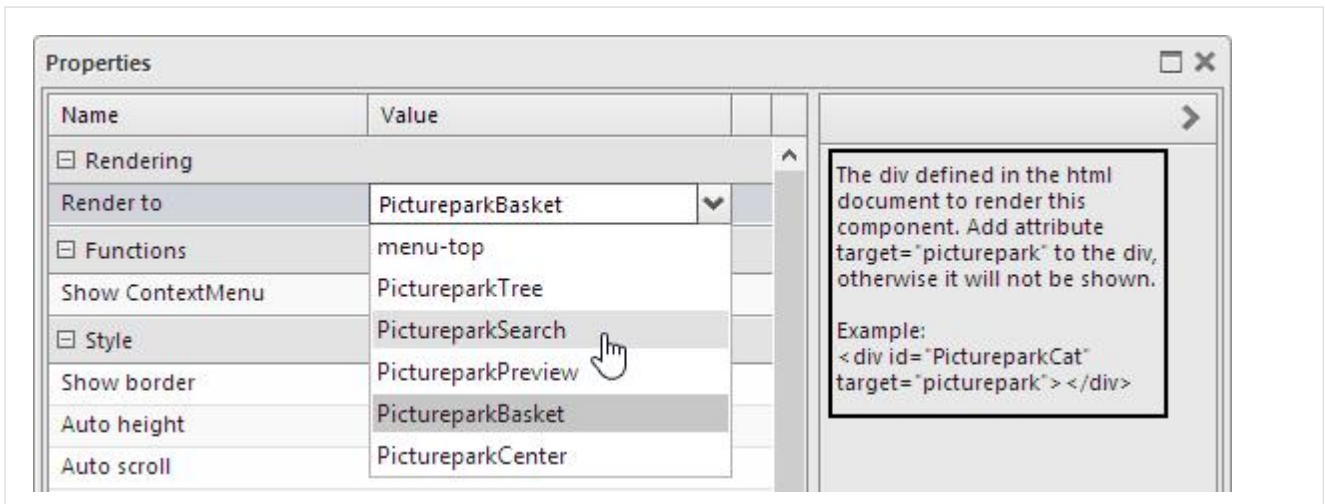 Properties
Name Value
Rendering
Render to PictureparkBasket
Functions
menu-top
Show ContextMenu
PictureparkTree
Style
PictureparkSearch
Show border
PictureparkPreview
Auto height
PictureparkBasket
Auto scroll
PictureparkCenter
The div defined in the html
document to render this
component. Add attribute
target="picturepark" to the div,
otherwise it will not be shown.
Example:
<div id="PictureparkCat"
target="picturepark"></div>